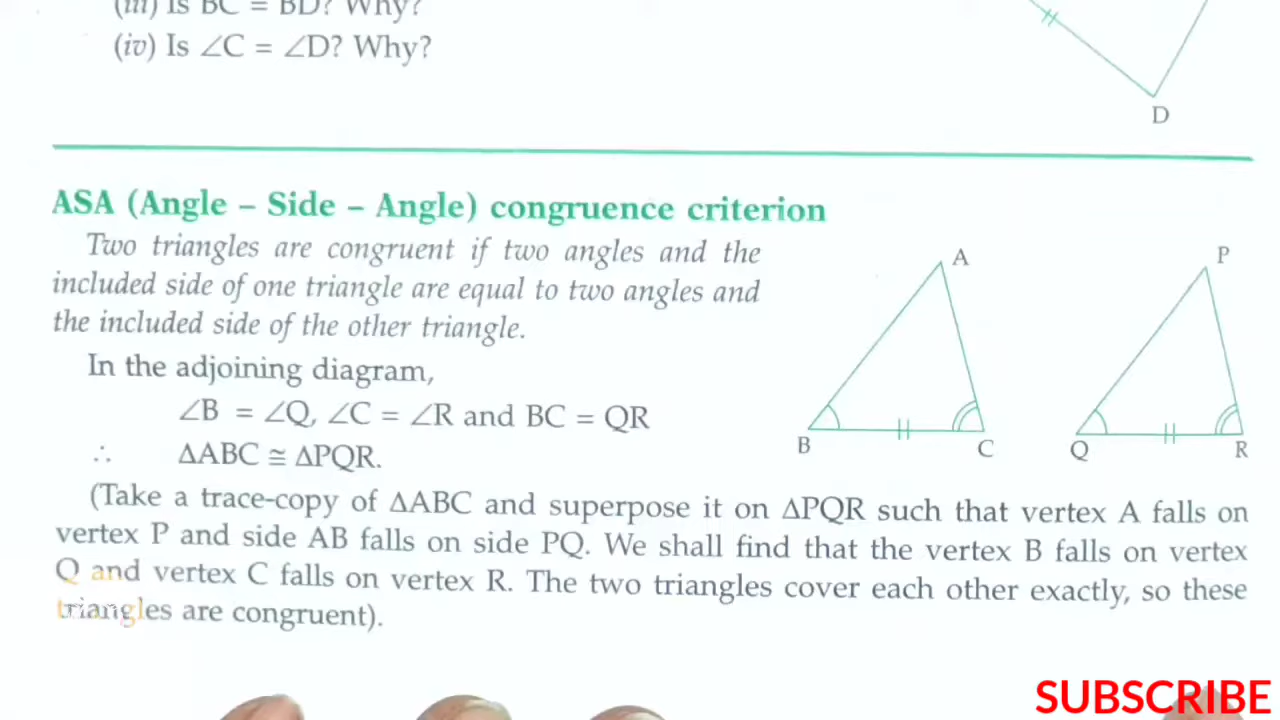 (iii) Is BC = BD? Why?
(iv) Is ∠C = ∠D? Why?
D
ASA (Angle – Side – Angle) congruence criterion
Two triangles are congruent if two angles and the
included side of one triangle are equal to two angles and
the included side of the other triangle.
In the adjoining diagram,
∠B = ∠Q, ∠C = ∠R and BC = QR
∴ ΔABC ≅ ΔPQR.
A
B
C
P
Q
R
(Take a trace-copy of ΔABC and superpose it on ΔPQR such that vertex A falls on
vertex P and side AB falls on side PQ. We shall find that the vertex B falls on vertex
Q and vertex C falls on vertex R. The two triangles cover each other exactly, so these
triangles are congruent).
SUBSCRIBE